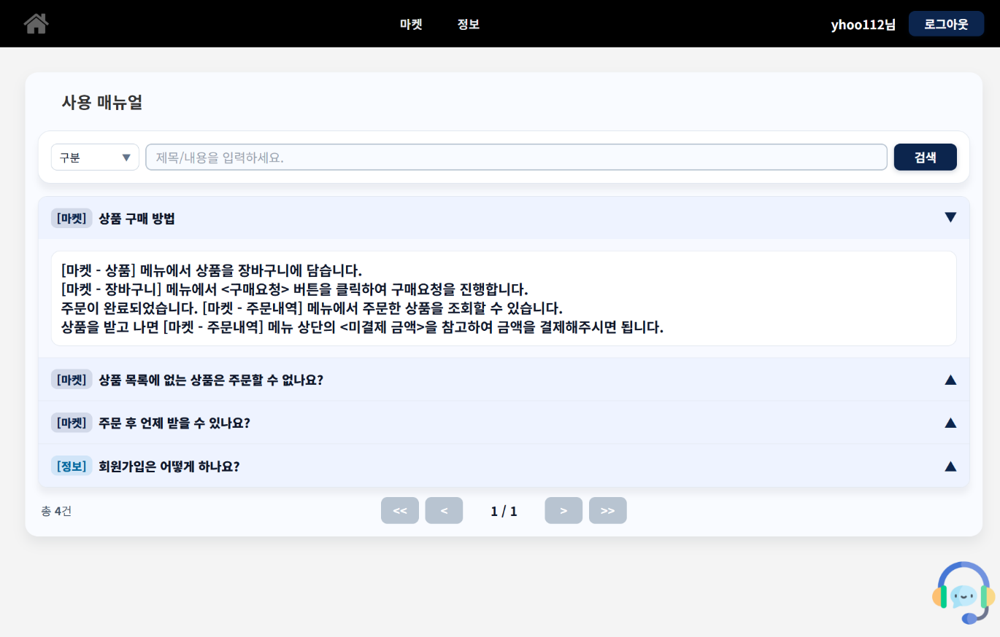 마켓 정보 yhoo112님 로그아웃
사용 매뉴얼
구분 ▼ 제목/내용을 입력하세요. 검색
[마켓] 상품 구매 방법 ▼
[마켓 - 상품] 메뉴에서 상품을 장바구니에 담습니다.
[마켓 - 장바구니] 메뉴에서 <구매요청> 버튼을 클릭하여 구매요청을 진행합니다.
주문이 완료되었습니다. [마켓 - 주문내역] 메뉴에서 주문한 상품을 조회할 수 있습니다.
상품을 받고 나면 [마켓 - 주문내역] 메뉴 상단의 <미결제 금액>을 참고하여 금액을 결제해주시면 됩니다.
[마켓] 상품 목록에 없는 상품은 주문할 수 없나요? ▲
[마켓] 주문 후 언제 받을 수 있나요? ▲
[정보] 회원가입은 어떻게 하나요? ▲
총 4건 << < 1 / 1 > >>